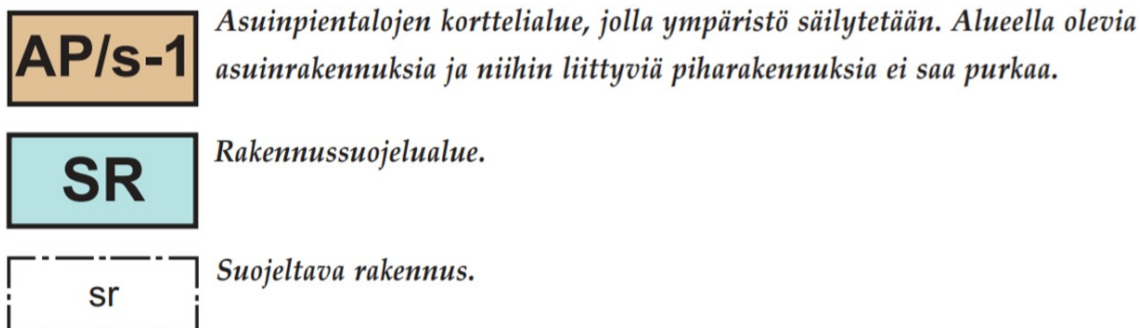 AP/s-1
Asuinpientalojen korttelialue, jolla ympäristö säilytetään. Alueella olevia
asuinrakennuksia ja niihin liittyviä piharakennuksia ei saa purkaa.
SR
Rakennussuojelualue.
sr
Suojeltava rakennus.